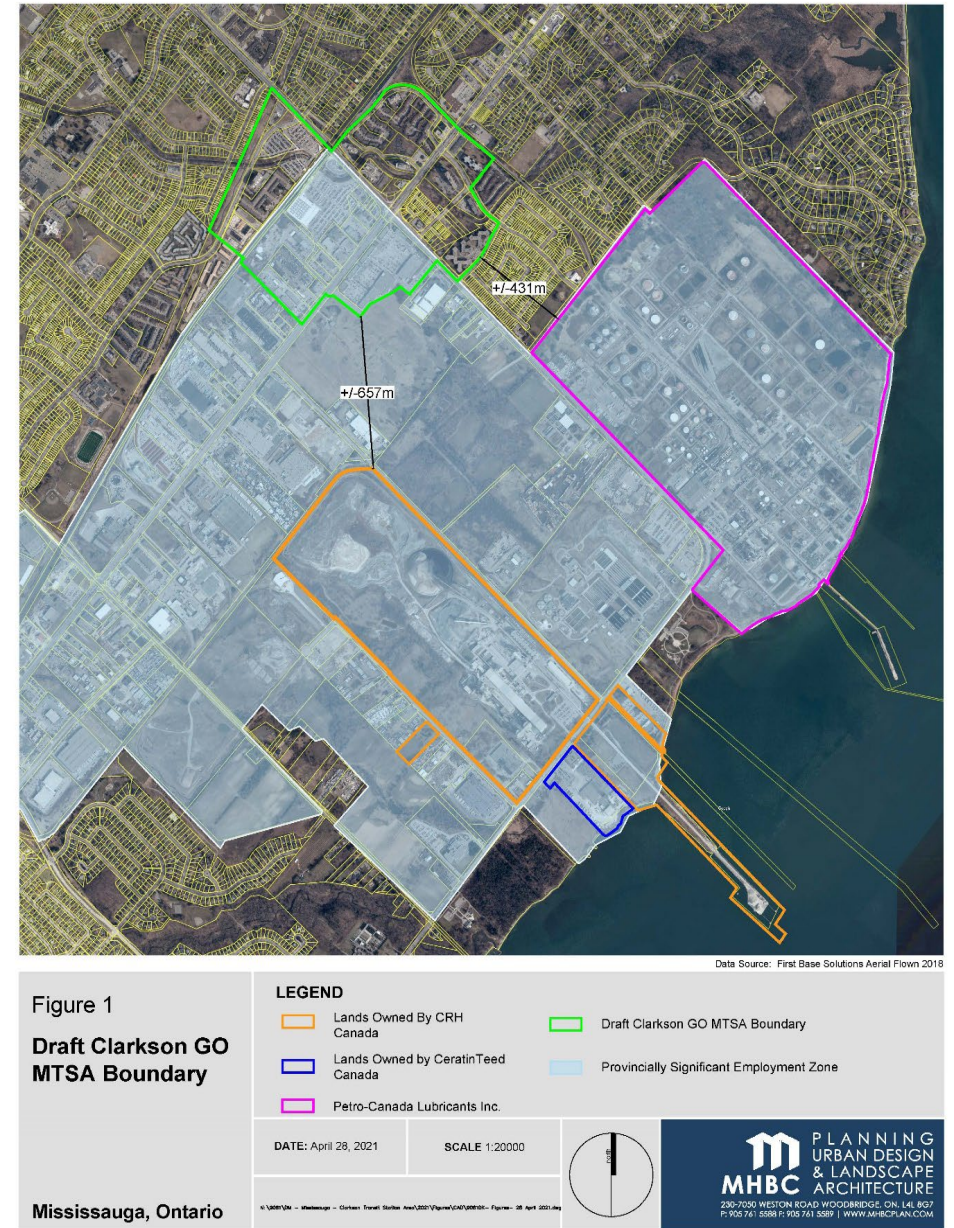 +/-431m
+/-657m
Data Source: First Base Solutions Aerial Flown 2018
Figure 1
Draft Clarkson GO
MTSA Boundary
LEGEND
Lands Owned By CRH
Canada
Lands Owned by CeratinTeed
Canada
Petro-Canada Lubricants Inc.
Draft Clarkson GO MTSA Boundary
Provincially Significant Employment Zone
DATE: April 28, 2021
SCALE 1:20000
north
Mississauga, Ontario
MHBC
PLANNING
URBAN DESIGN
& LANDSCAPE
ARCHITECTURE
230-7050 WESTON ROAD WOODBRIDGE, ON, L4L 8G7
P: 905 761 5588 F: 905 761 5589 | WWW.MHBCPLAN.COM